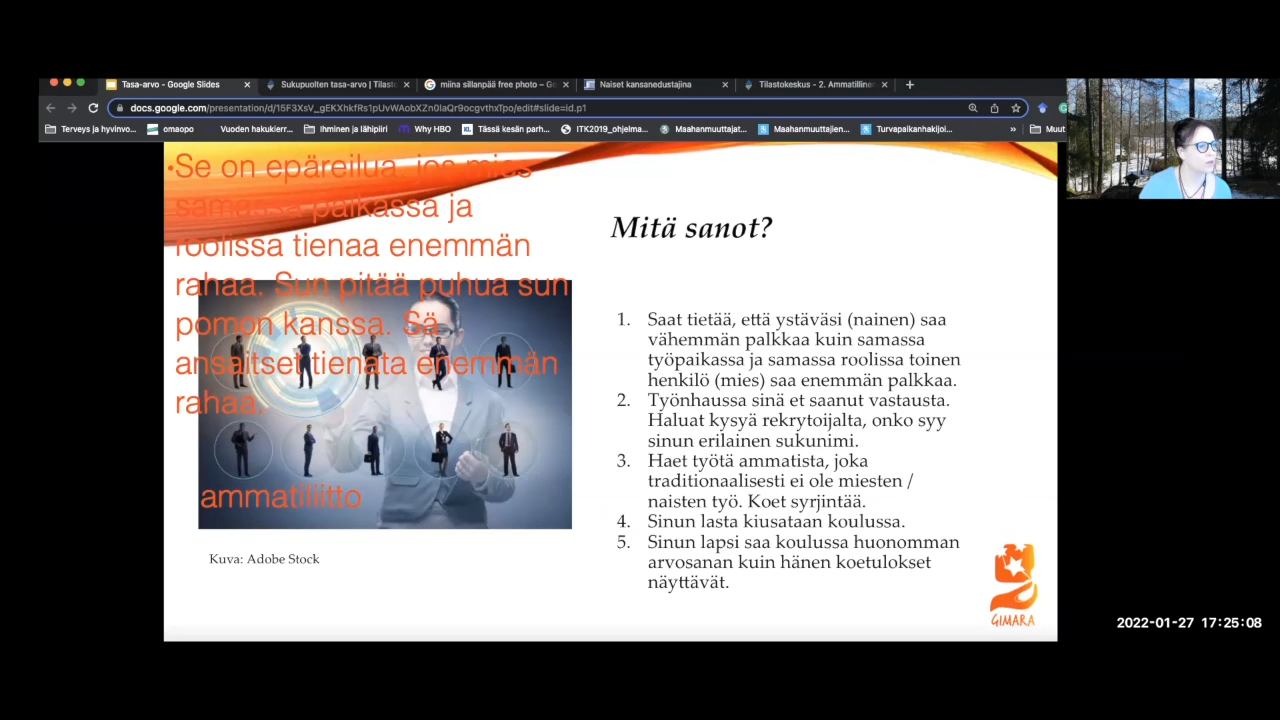 Tasa-arvo - Google Slides
Sukupuolten tasa-arvo | Tilast
miina sillanpää free photo – Go
Naiset kansanedustajina
Tilastokeskus - 2. Ammatilliner
docs.google.com/presentation/d/15F3XsV_gEKXhkfRs1pUvWAobXZn0laQr9ocgvthxTpo/edit#slide=id.p1
Terveys ja hyvinvo...
omaopo
Vuoden hakukierr...
Ihminen ja lähipiiri
Why HBO
Tässä kesän parh...
ITK2019_ohjelma...
Maahanmuuttajat...
Maahanmuuttajien...
Turvapaikanhakijoi...
»
Muut
•Se on epäreilua, jos mies
samassa paikassa ja
roolissa tienaa enemmän
rahaa. Sun pitää puhua sun
pomon kanssa. Sä
ansaitset tienata enemmän
rahaa.
ammatiliitto
Kuva: Adobe Stock
Mitä sanot?
1. Saat tietää, että ystäväsi (nainen) saa
vähemmän palkkaa kuin samassa
työpaikassa ja samassa roolissa toinen
henkilö (mies) saa enemmän palkkaa.
2. Työnhaussa sinä et saanut vastausta.
Haluat kysyä rekrytoijalta, onko syy
sinun erilainen sukunimi.
3. Haet työtä ammatista, joka
traditionaalisesti ei ole miesten /
naisten työ. Koet syrjintää.
4. Sinun lasta kiusataan koulussa.
5. Sinun lapsi saa koulussa huonomman
arvosanan kuin hänen koetulokset
näyttävät.
GIMARA
2022-01-27 17:25:08